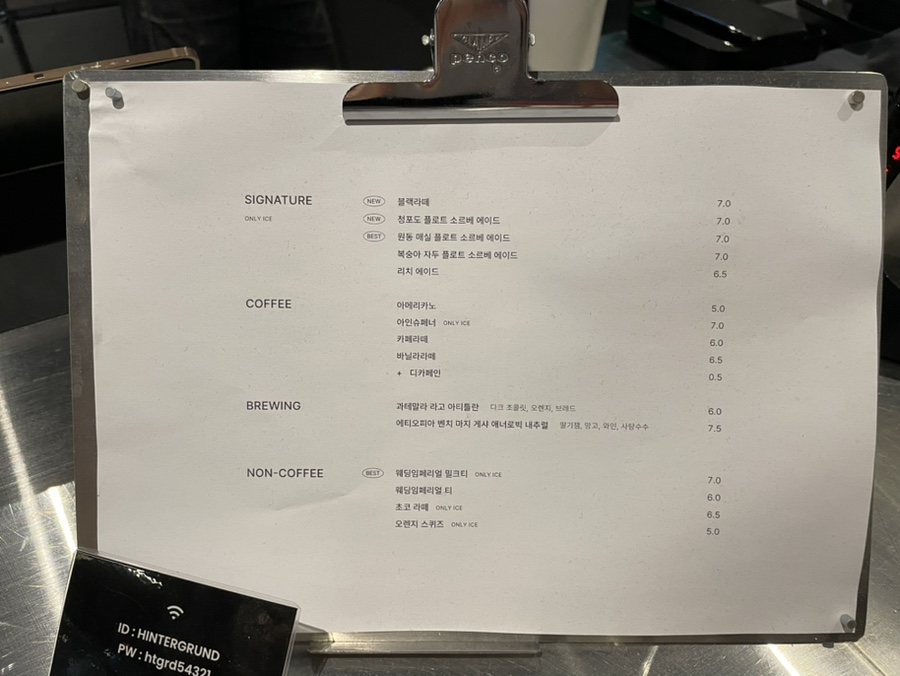 penco
SIGNATURE NEW 블랙라떼 7.0
ONLY ICE NEW 청포도 플로트 소르베 에이드 7.0
BEST 원동 매실 플로트 소르베 에이드 7.0
복숭아 자두 플로트 소르베 에이드 7.0
리치 에이드 6.5
COFFEE 아메리카노 5.0
아인슈페너 ONLY ICE 7.0
카페라떼 6.0
바닐라라떼 6.5
+ 디카페인 0.5
BREWING 과테말라 라고 아티틀란 다크 초콜릿, 오렌지, 브레드 6.0
에티오피아 벤치 마지 게샤 애너로빅 내추럴 딸기잼, 망고, 와인, 사탕수수 7.5
NON-COFFEE BEST 웨딩임페리얼 밀크티 ONLY ICE 7.0
웨딩임페리얼 티 6.0
초코 라떼 ONLY ICE 6.5
오렌지 스퀴즈 ONLY ICE 5.0
ID : HINTERGRUND
PW : htgrd54321